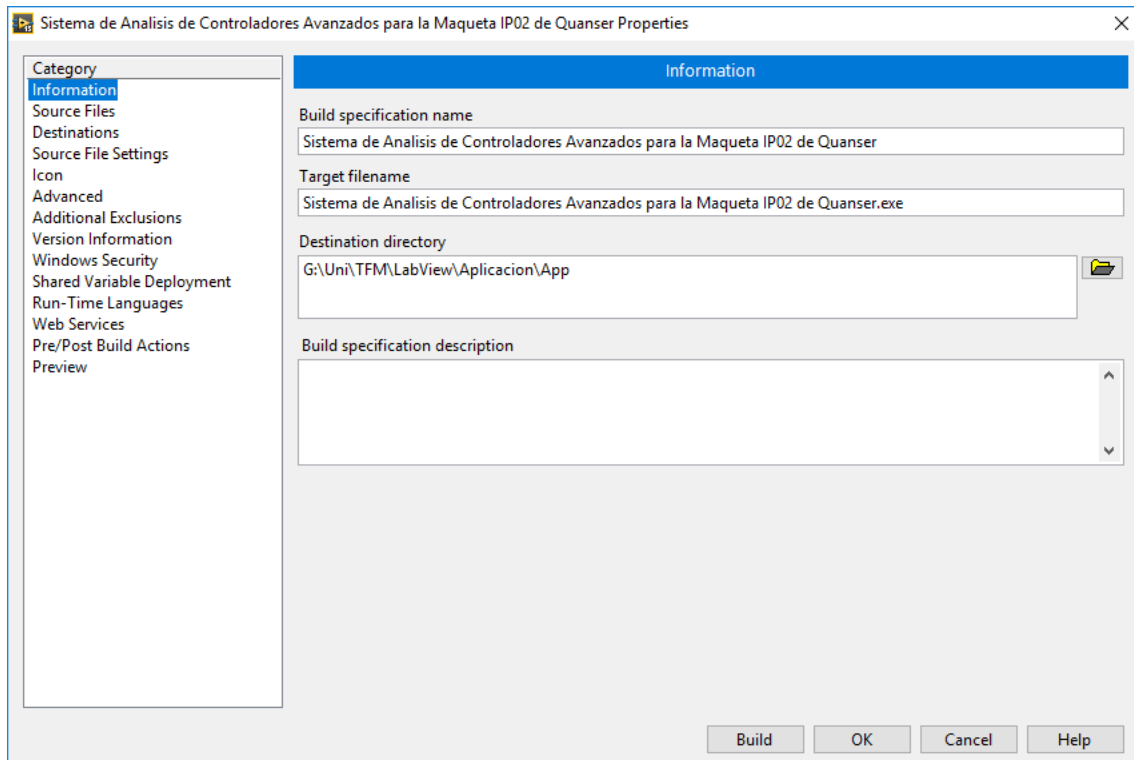 Sistema de Analisis de Controladores Avanzados para la Maqueta IP02 de Quanser Properties
Category
Information
Source Files
Destinations
Source File Settings
Icon
Advanced
Additional Exclusions
Version Information
Windows Security
Shared Variable Deployment
Run-Time Languages
Web Services
Pre/Post Build Actions
Preview
Information
Build specification name
Sistema de Analisis de Controladores Avanzados para la Maqueta IP02 de Quanser
Target filename
Sistema de Analisis de Controladores Avanzados para la Maqueta IP02 de Quanser.exe
Destination directory
G:\Uni\TFM\LabView\Aplicacion\App
Build specification description
Build
OK
Cancel
Help